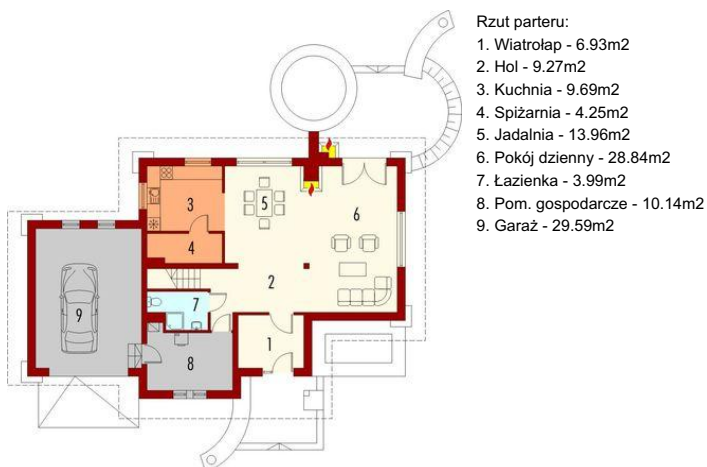 Rzut parteru:
1. Wiatrołap - 6.93m2
2. Hol - 9.27m2
3. Kuchnia - 9.69m2
4. Spiżarnia - 4.25m2
5. Jadalnia - 13.96m2
6. Pokój dzienny - 28.84m2
7. Łazienka - 3.99m2
8. Pom. gospodarcze - 10.14m2
9. Garaż - 29.59m2
3
5
6
4
2
7
9
1
8